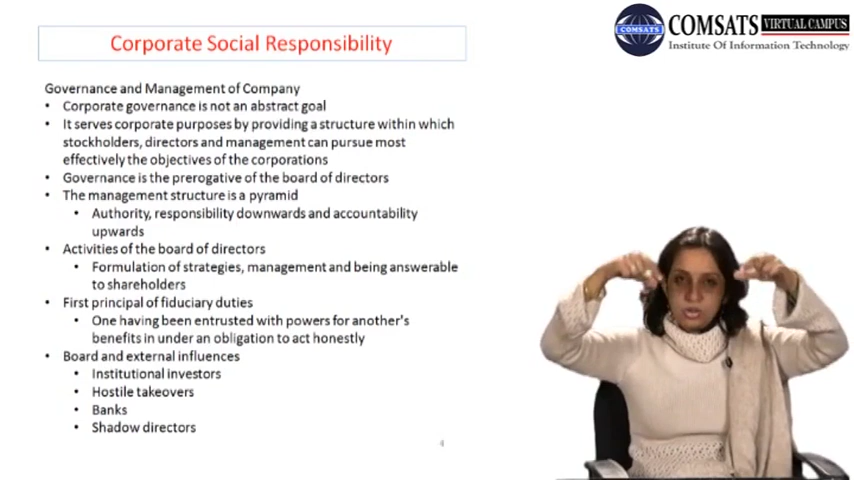 Corporate Social Responsibility
COMSATS VIRTUAL CAMPUS
Institute Of Information Technology
COMSATS
Governance and Management of Company
• Corporate governance is not an abstract goal
• It serves corporate purposes by providing a structure within which
stockholders, directors and management can pursue most
effectively the objectives of the corporations
• Governance is the prerogative of the board of directors
• The management structure is a pyramid
• Authority, responsibility downwards and accountability
upwards
• Activities of the board of directors
• Formulation of strategies, management and being answerable
to shareholders
• First principal of fiduciary duties
• One having been entrusted with powers for another's
benefits in under an obligation to act honestly
• Board and external influences
• Institutional investors
• Hostile takeovers
• Banks
• Shadow directors
4